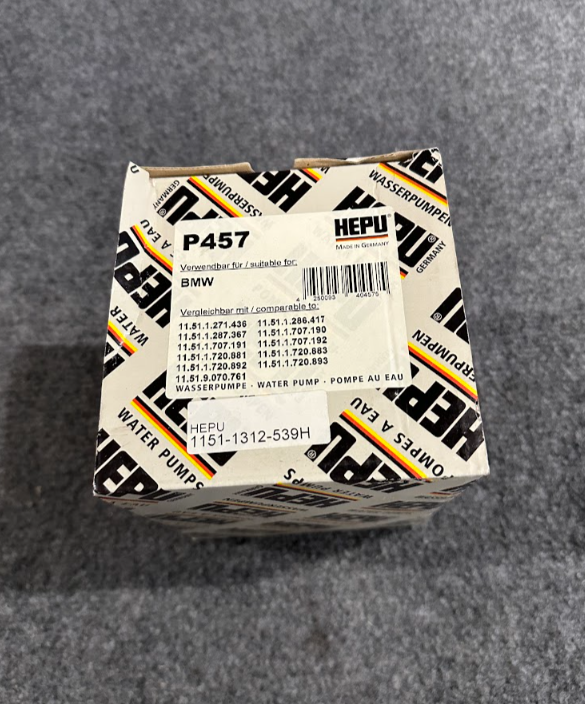 P457
HEPU®
MADE IN GERMANY
Verwendbar für / suitable for:
BMW
Vergleichbar mit / comparable to:
11.51.1.271.436 11.51.1.286.417
11.51.1.287.367 11.51.1.707.190
11.51.1.707.191 11.51.1.707.192
11.51.1.720.881 11.51.1.720.883
11.51.1.720.892 11.51.1.720.893
11.51.9.070.761
WASSERPUMPE · WATER PUMP · POMPE AU EAU
HEPU
1151-1312-539H
WASSERPUMPEN
HEPU®
GERMANY
WATER PUMPS
HEPU